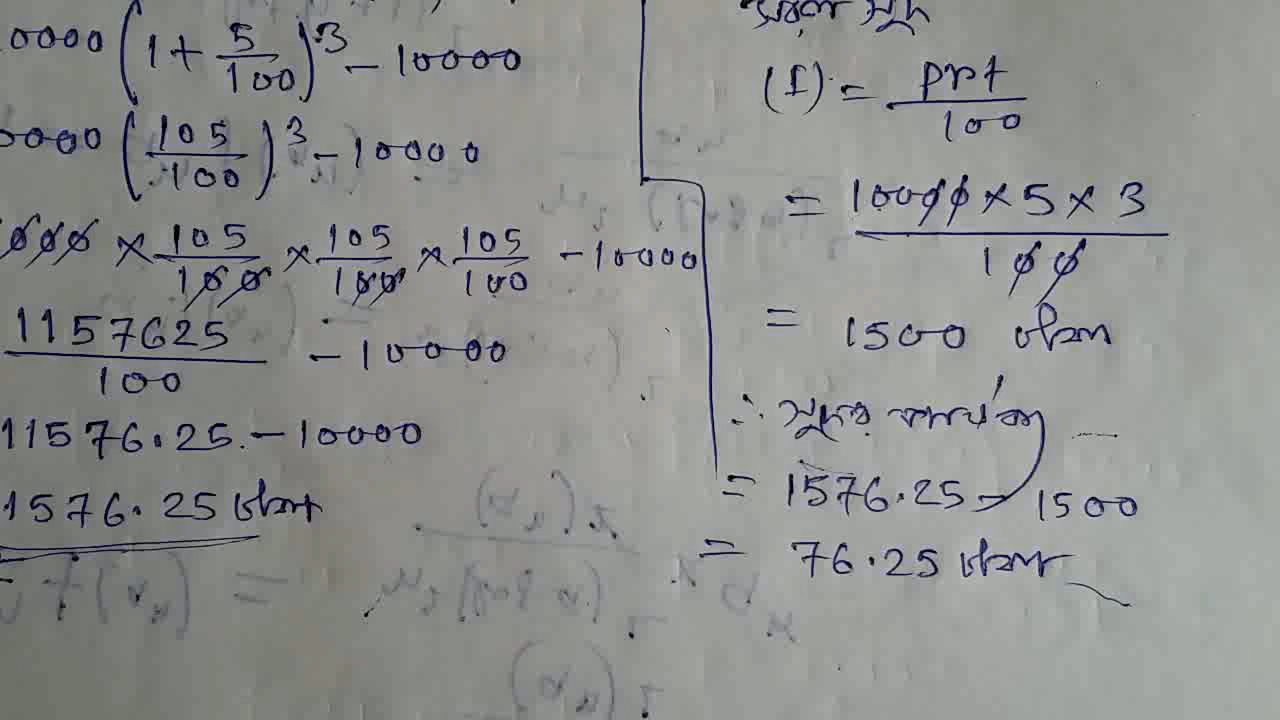 0000(1+5/100)^3 - 10000
0000(105/100)^3 - 10000
000 × 105/100 × 105/100 × 105/100 - 10000
1157625/100 - 10000
11576.25 - 10000
1576.25 টাকা
সরল সুদ
(I) = prt/100
= 10000 × 5 × 3/100
= 1500 টাকা
∴ সুদের পার্থক্য
= 1576.25 - 1500
= 76.25 টাকা